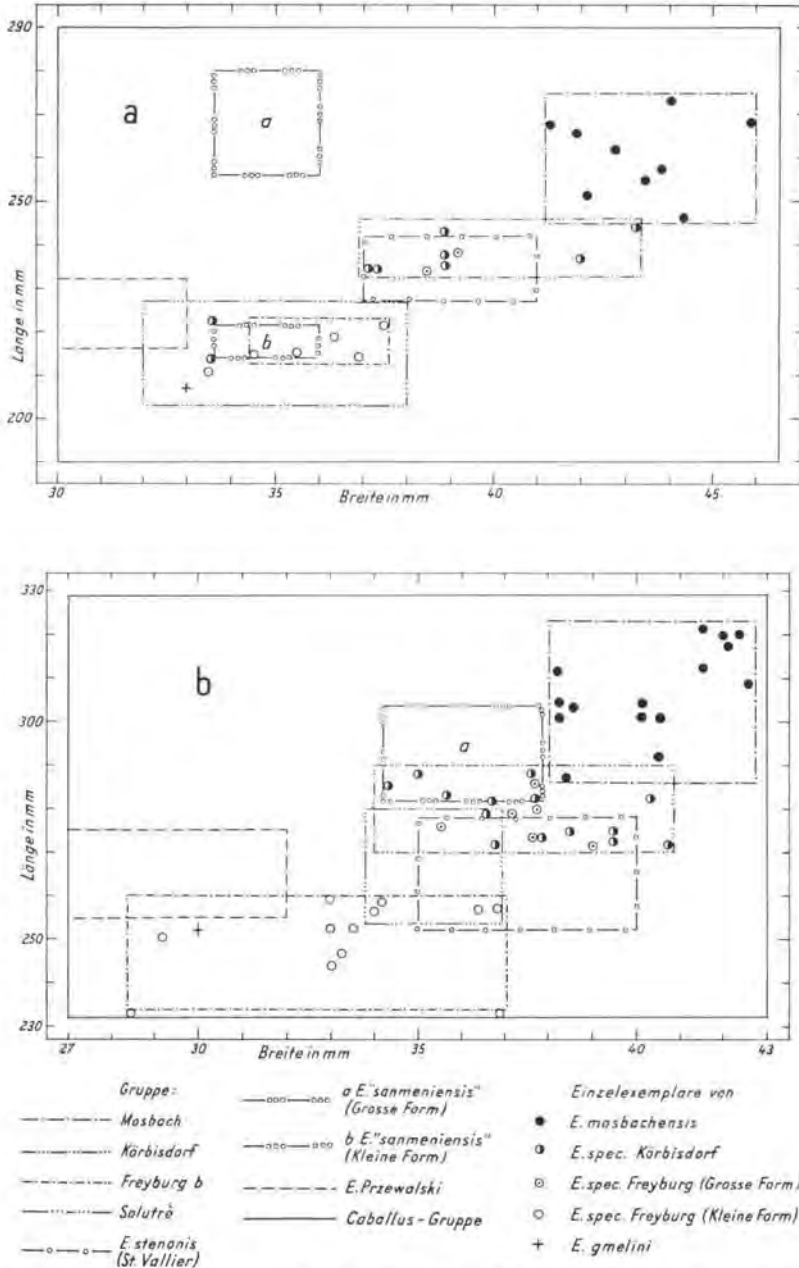 290
a
a
250
b
200
Länge in mm
30
35
40
45
Breite in mm
330
b
300
a
250
230
Länge in mm
27
30
35
40
43
Breite in mm
Gruppe:
Mosbach
Körbisdorf
Freyburg b
Solutré
E. stenonis
(St. Vallier)
a E."sanmeniensis"
(Grosse Form)
b E."sanmeniensis"
(Kleine Form)
E. Przewalski
Caballus-Gruppe
Einzelexemplare von
E. mosbachensis
E. spec. Körbisdorf
E. spec. Freyburg (Grosse Form)
E. spec. Freyburg (Kleine Form)
E. gmelini